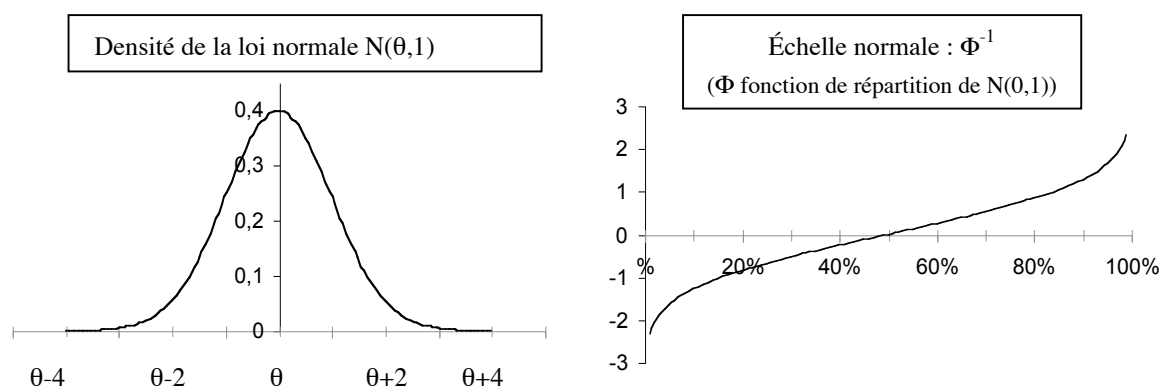 Densité de la loi normale N(θ,1)
0,4
0,3
0,2
0,1
0
θ-4 θ-2 θ θ+2 θ+4
Échelle normale : Φ-1
(Φ fonction de répartition de N(0,1))
3
2
1
0
% 20% 40% 60% 80% 100%
-1
-2
-3